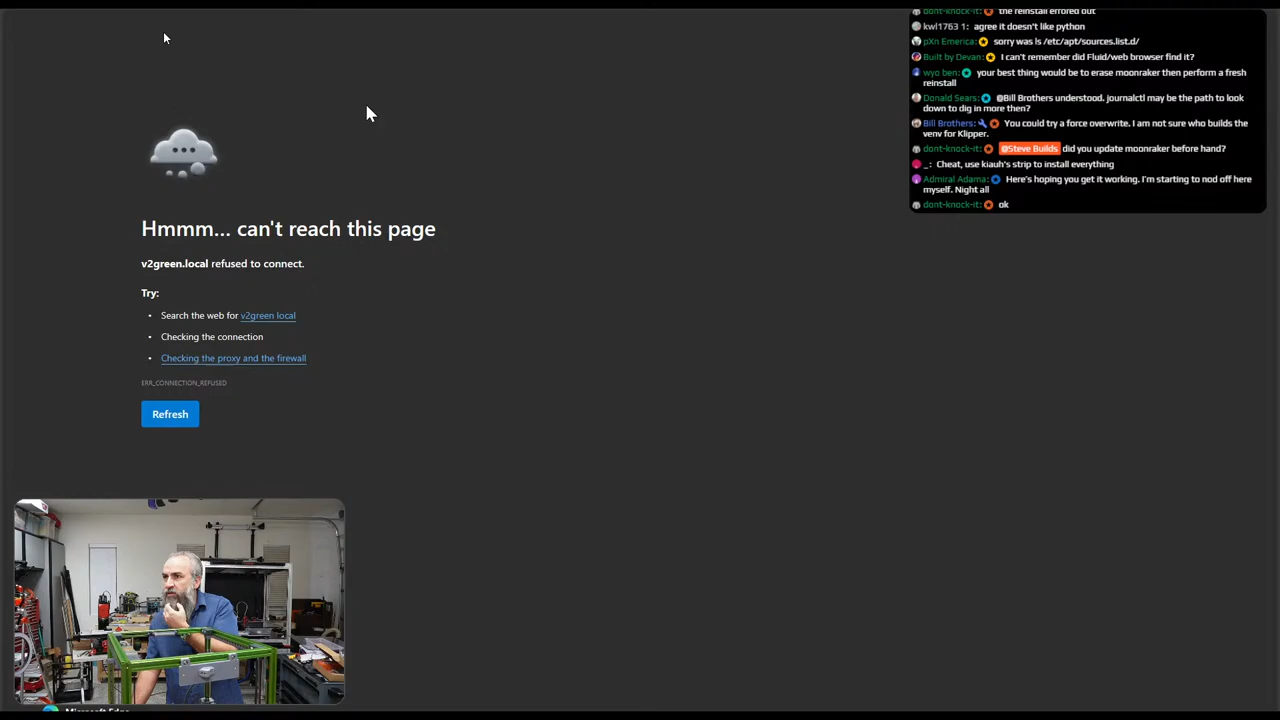 dont-knock-it: the reinstall errored out
kwl1763 1: agree it doesn't like python
pXn Emerica: sorry was ls /etc/apt/sources.list.d/
Built by Devan: I can't remember did Fluid/web browser find it?
wyo ben: your best thing would be to erase moonraker then perform a fresh
reinstall
Donald Sears: @Bill Brothers understood. journalctl may be the path to look
down to dig in more then?
Bill Brothers: You could try a force overwrite. I am not sure who builds the
venv for Klipper.
dont-knock-it: @Steve Builds did you update moonraker before hand?
_: Cheat, use kiauh's strip to install everything
Admiral Adama: Here's hoping you get it working. I'm starting to nod off here
myself. Night all
dont-knock-it: ok
Hmmm... can't reach this page
v2green.local refused to connect.
Try:
• Search the web for v2green local
• Checking the connection
• Checking the proxy and the firewall
ERR_CONNECTION_REFUSED
Refresh
Microsoft Edge